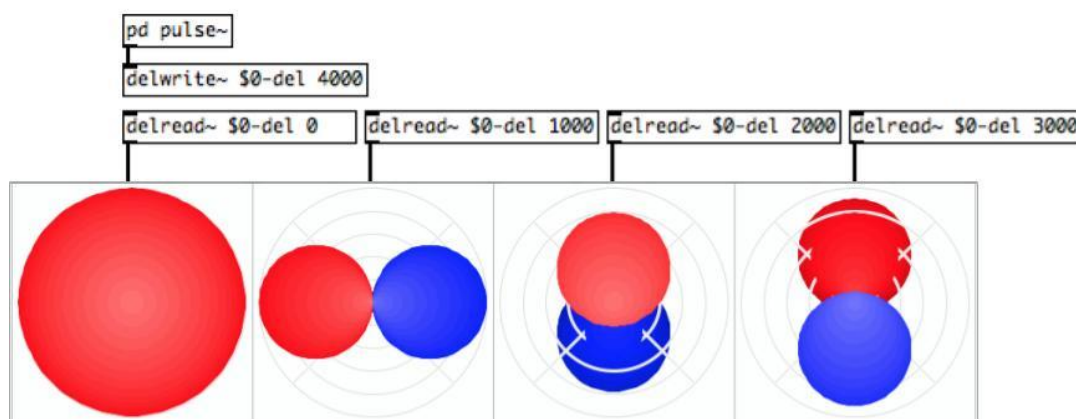 pd pulse~
delwrite~ $0-del 4000
delread~ $0-del 0
delread~ $0-del 1000
delread~ $0-del 2000
delread~ $0-del 3000